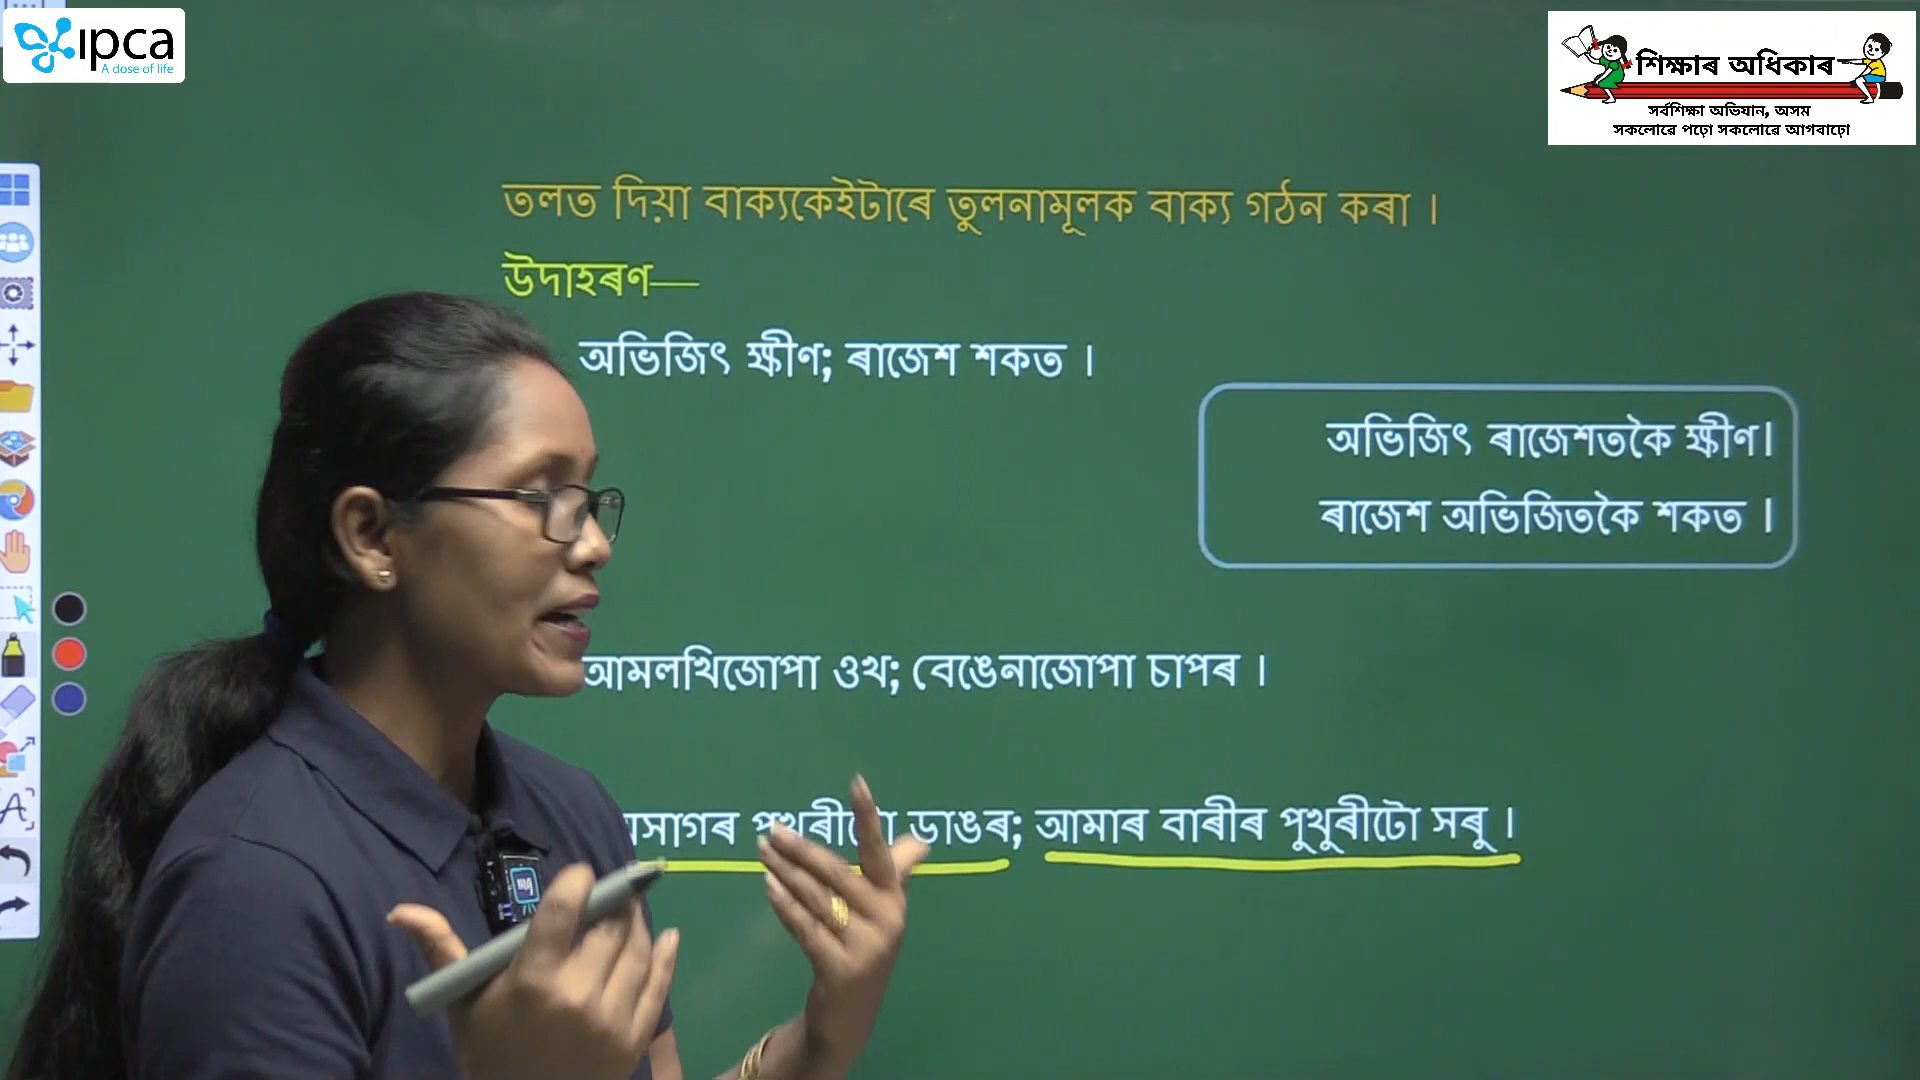 ipca
A dose of life
শিক্ষাৰ অধিকাৰ
সৰ্বশিক্ষা অভিযান, অসম
সকলোৱে পঢ়ো সকলোৱে আগবাঢ়ো
তলত দিয়া বাক্যকেইটাৰে তুলনামূলক বাক্য গঠন কৰা ।
উদাহৰণ—
অভিজিৎ ক্ষীণ; ৰাজেশ শকত ।
অভিজিৎ ৰাজেশতকৈ ক্ষীণ।
ৰাজেশ অভিজিতকৈ শকত ।
আমলখিজোপা ওখ; বেঙেনাজোপা চাপৰ ।
পুখুৰীটো ডাঙৰ; আমাৰ বাৰীৰ পুখুৰীটো সৰু ।